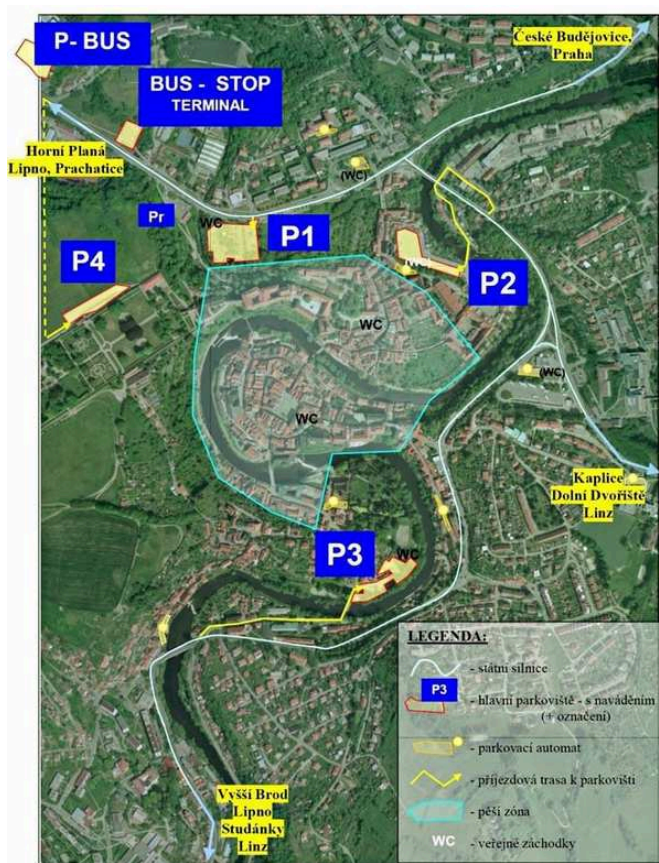 P- BUS
České Budějovice,
Praha
BUS - STOP
TERMINAL
Horní Planá
Lipno, Prachatice
(WC)
Pr
WC
P1
P4
(WC)
P2
WC
(WC)
WC
Kaplice
Dolní Dvořiště
Linz
P3
WC
LEGENDA:
- státní silnice
P3
- hlavní parkoviště - s naváděním
(+ označení)
- parkovací automat
- příjezdová trasa k parkovišti
- pěší zóna
WC
- veřejné záchodky
Vyšší Brod
Lipno
Studánky
Linz